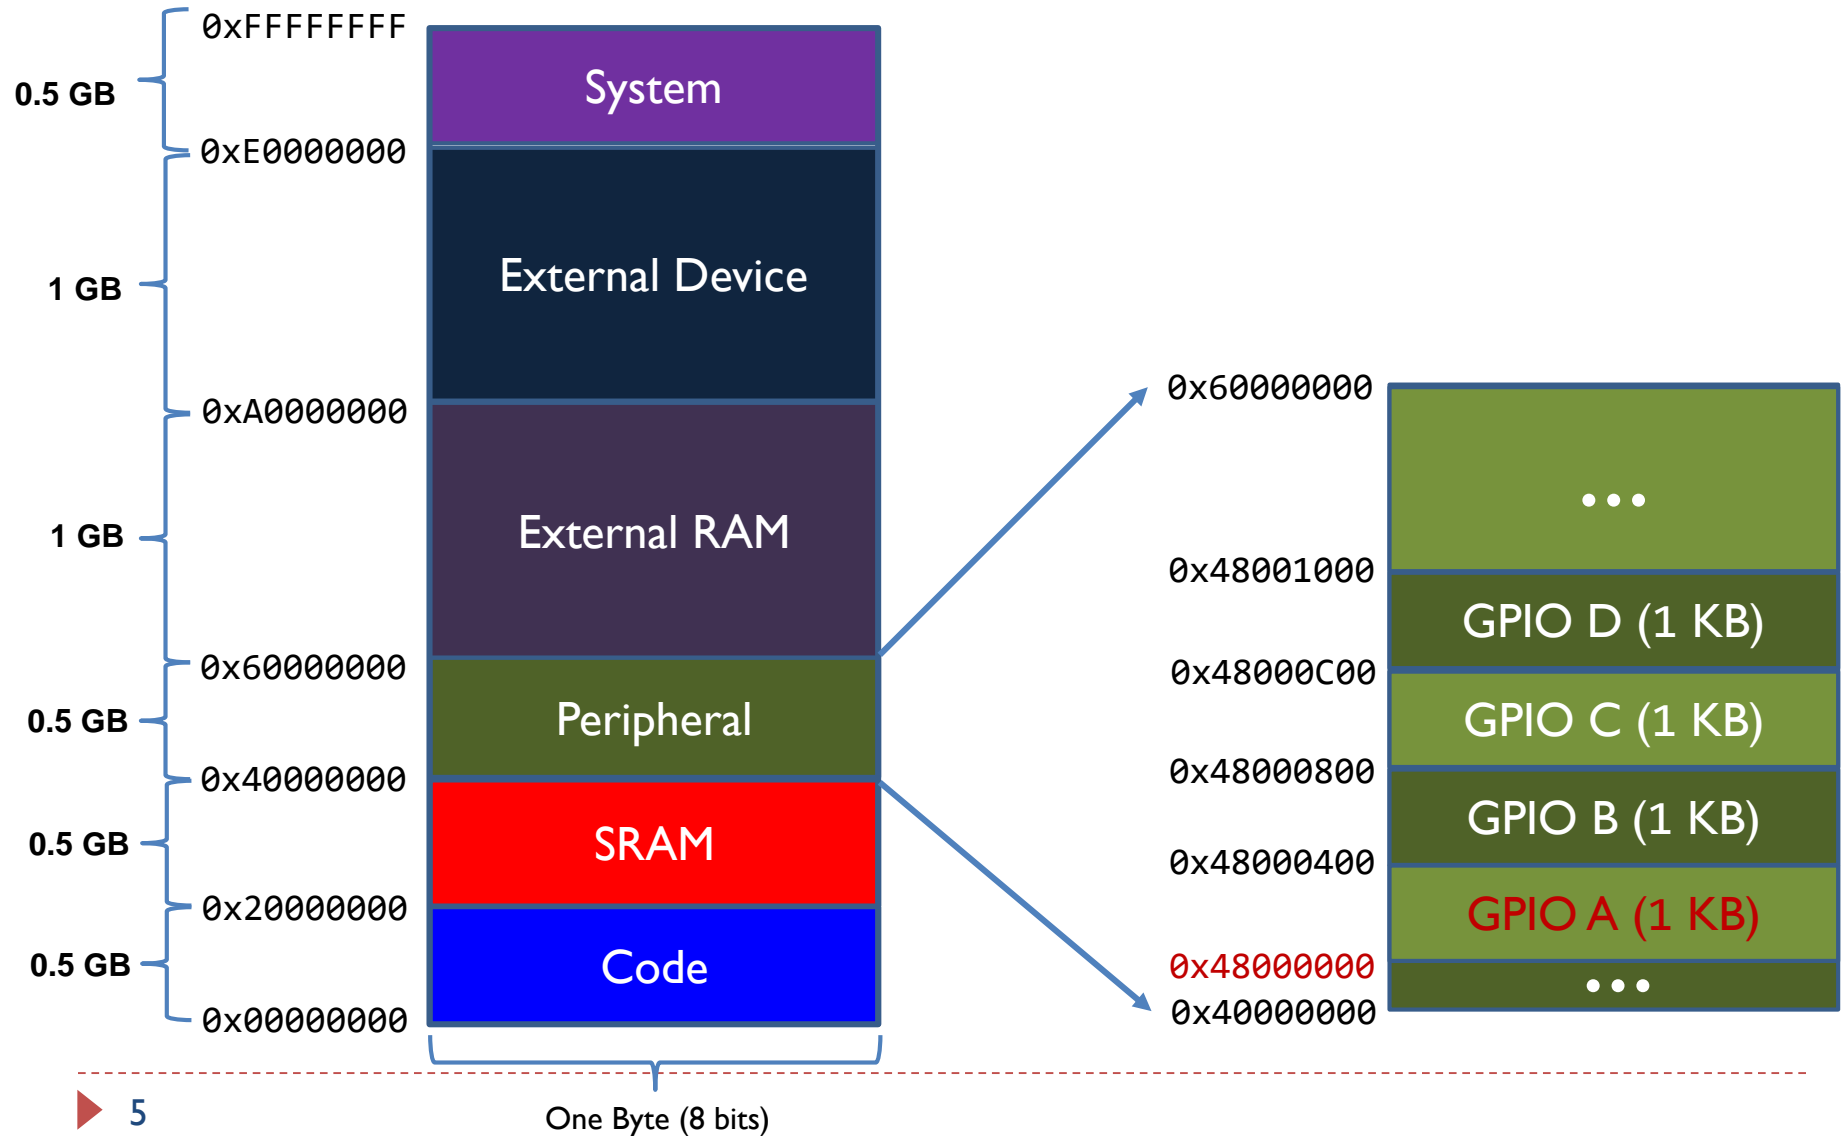 0xFFFFFFFF
System
0.5 GB
0xE0000000
External Device
1 GB
0xA0000000
External RAM
1 GB
0x60000000
Peripheral
0.5 GB
0x40000000
SRAM
0.5 GB
0x20000000
Code
0.5 GB
0x00000000
0x60000000
...
0x48001000
GPIO D (1 KB)
0x48000C00
GPIO C (1 KB)
0x48000800
GPIO B (1 KB)
0x48000400
GPIO A (1 KB)
0x48000000
...
0x40000000
5
One Byte (8 bits)